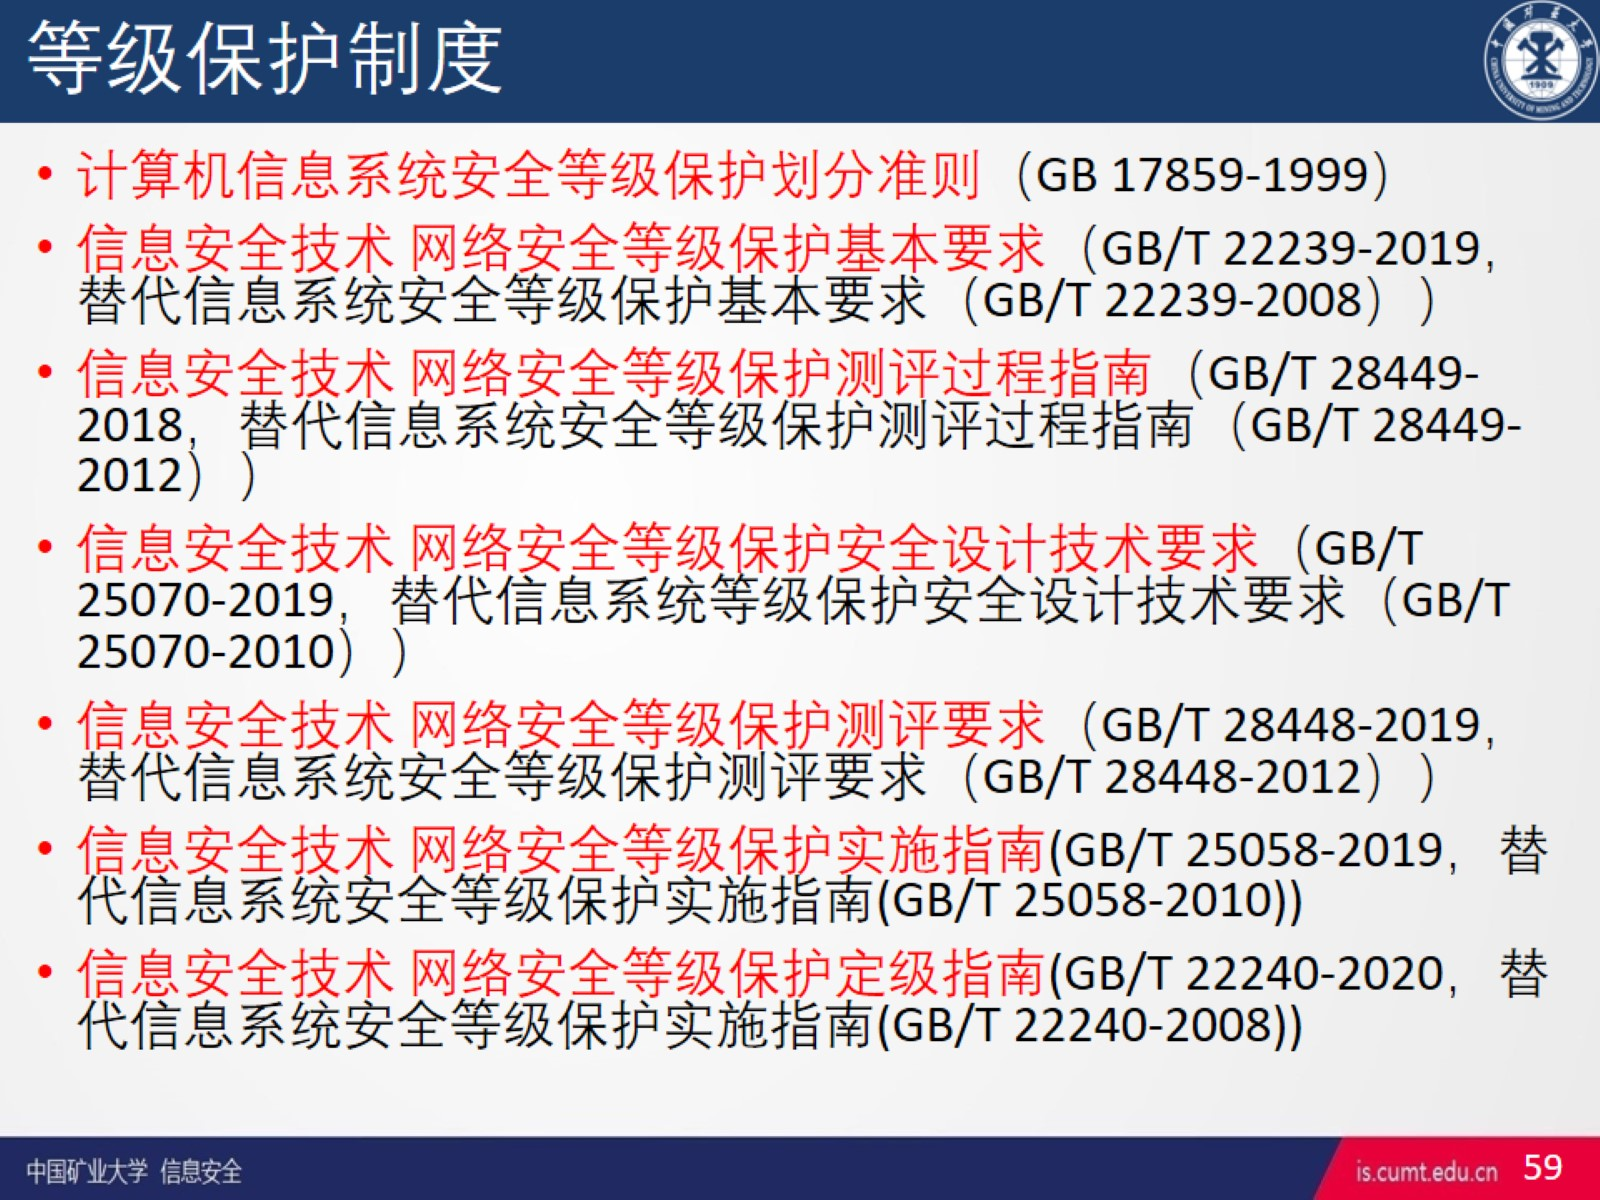 等级保护制度
中国矿业大学
CHINA UNIVERSITY OF MINING AND TECHNOLOGY
1909
• 计算机信息系统安全等级保护划分准则（GB 17859-1999）
• 信息安全技术 网络安全等级保护基本要求（GB/T 22239-2019，
替代信息系统安全等级保护基本要求（GB/T 22239-2008））
• 信息安全技术 网络安全等级保护测评过程指南（GB/T 28449-
2018，替代信息系统安全等级保护测评过程指南（GB/T 28449-
2012））
• 信息安全技术 网络安全等级保护安全设计技术要求（GB/T
25070-2019，替代信息系统等级保护安全设计技术要求（GB/T
25070-2010））
• 信息安全技术 网络安全等级保护测评要求（GB/T 28448-2019，
替代信息系统安全等级保护测评要求（GB/T 28448-2012））
• 信息安全技术 网络安全等级保护实施指南(GB/T 25058-2019，替
代信息系统安全等级保护实施指南(GB/T 25058-2010))
• 信息安全技术 网络安全等级保护定级指南(GB/T 22240-2020，替
代信息系统安全等级保护实施指南(GB/T 22240-2008))
中国矿业大学 信息安全
is.cumt.edu.cn 59